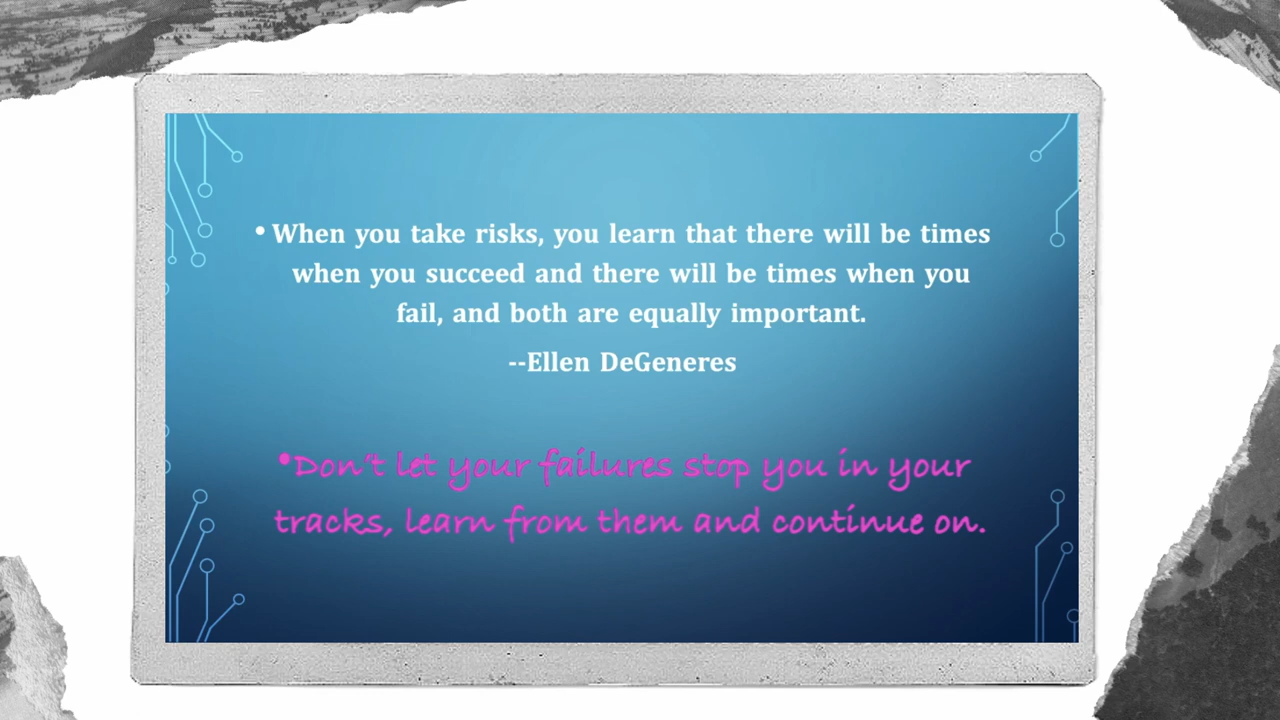 • When you take risks, you learn that there will be times
when you succeed and there will be times when you
fail, and both are equally important.
--Ellen DeGeneres
•Don't let your failures stop you in your
tracks, learn from them and continue on.